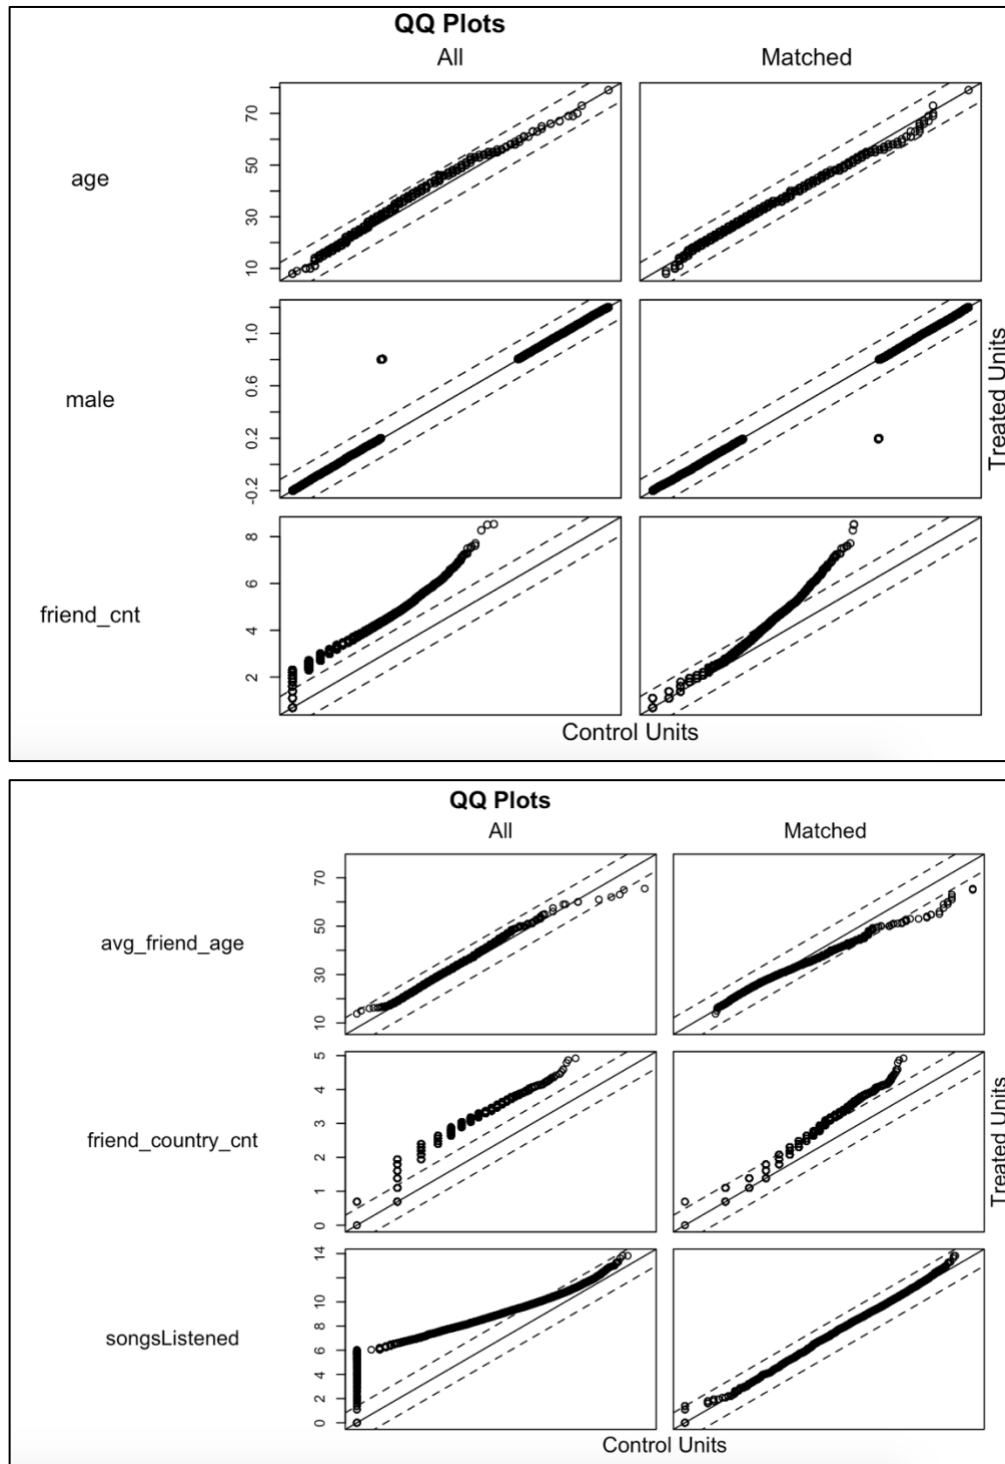 QQ Plots
All Matched
age
70
50
30
10
male
1.0
0.6
0.2
-0.2
Treated Units
friend_cnt
8
6
4
2
Control Units
QQ Plots
All Matched
avg_friend_age
70
50
30
10
friend_country_cnt
5
4
3
2
1
0
Treated Units
songsListened
14
10
8
6
4
2
0
Control Units